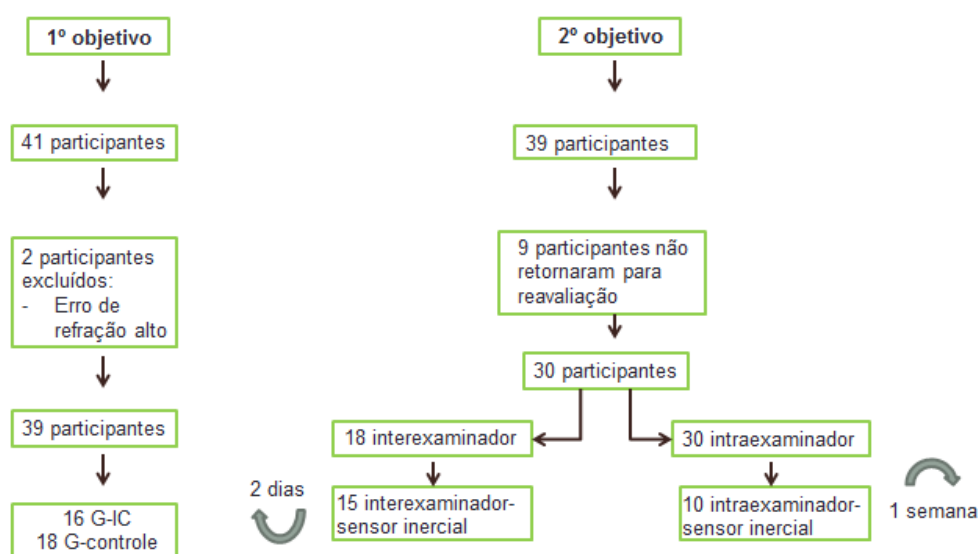 1º objetivo
41 participantes
2 participantes
excluídos:
- Erro de
refração alto
39 participantes
16 G-IC
18 G-controle
2º objetivo
39 participantes
9 participantes não
retornaram para
reavaliação
30 participantes
18 interexaminador
30 intraexaminador
2 dias
15 interexaminador-
sensor inercial
10 intraexaminador-
sensor inercial
1 semana